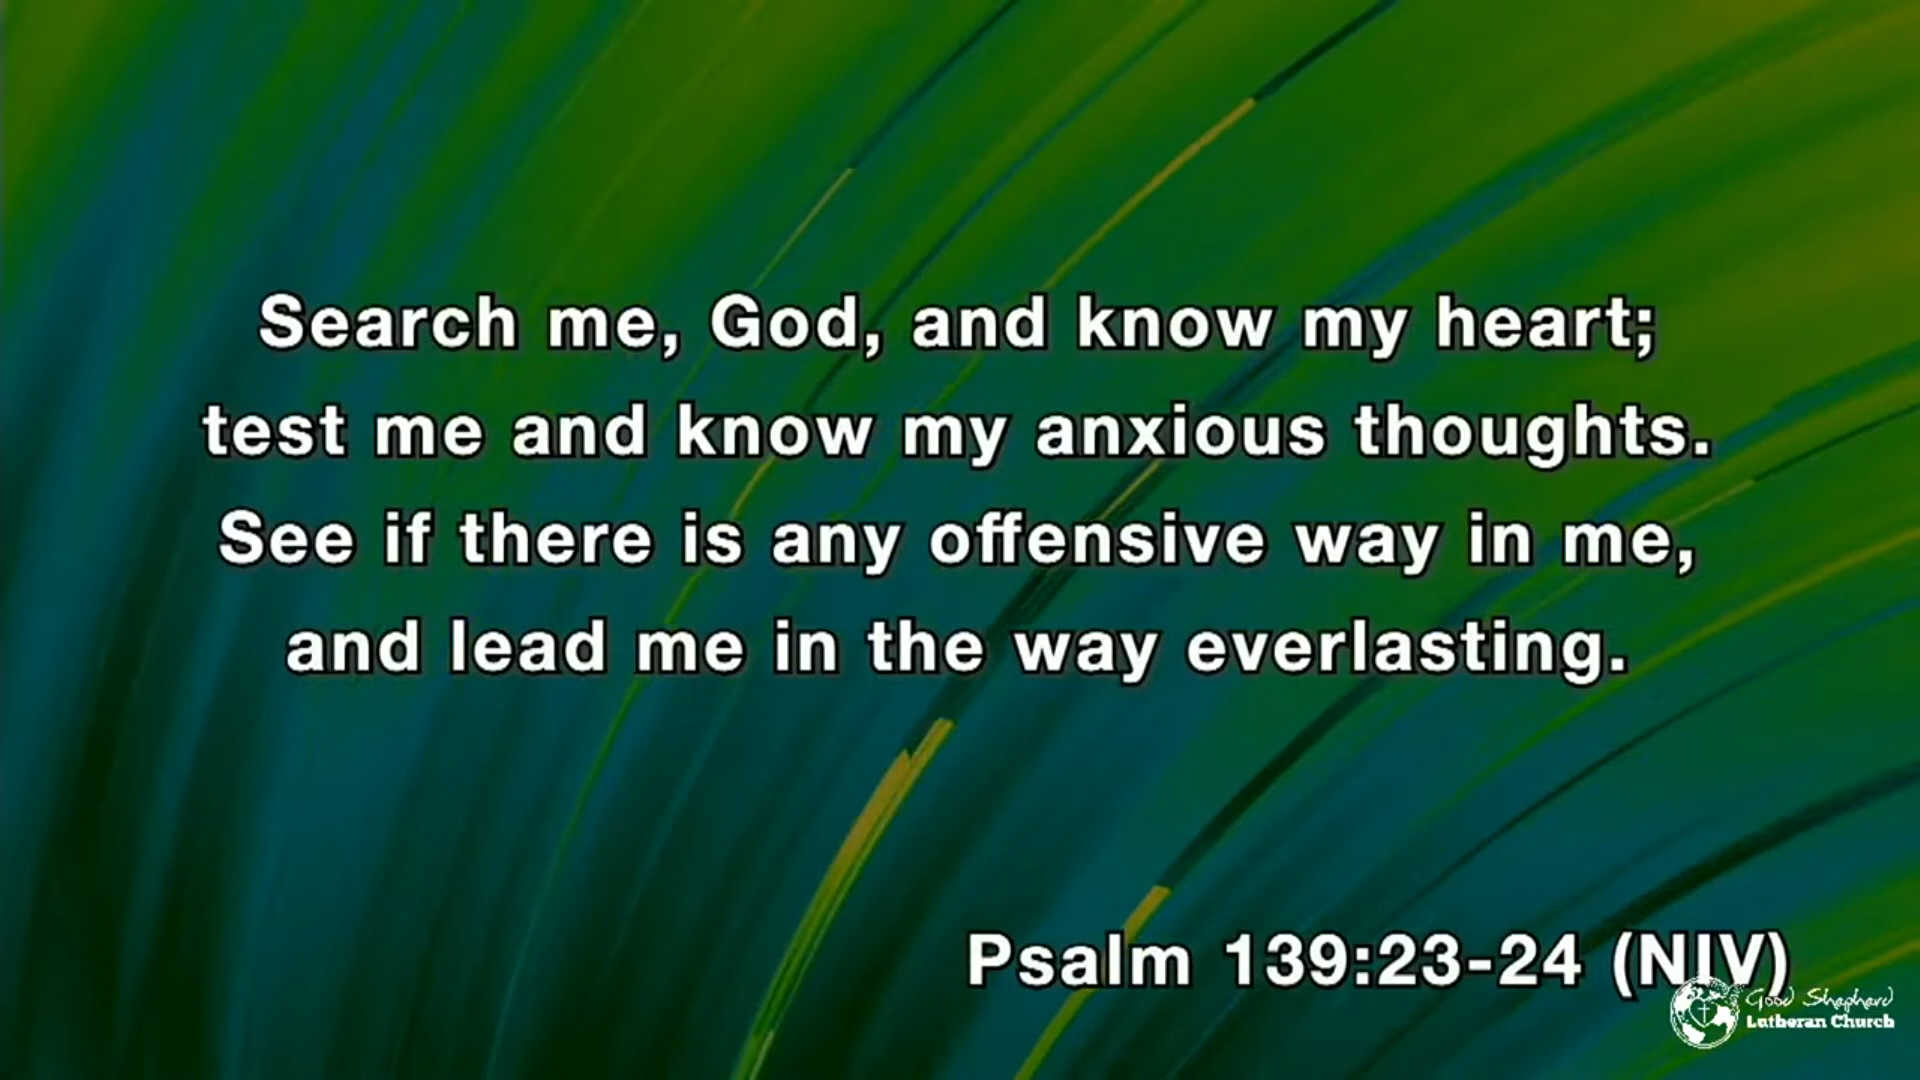 Search me, God, and know my heart;
test me and know my anxious thoughts.
See if there is any offensive way in me,
and lead me in the way everlasting.
Psalm 139:23-24 (NIV)
Good Shepherd
Lutheran Church